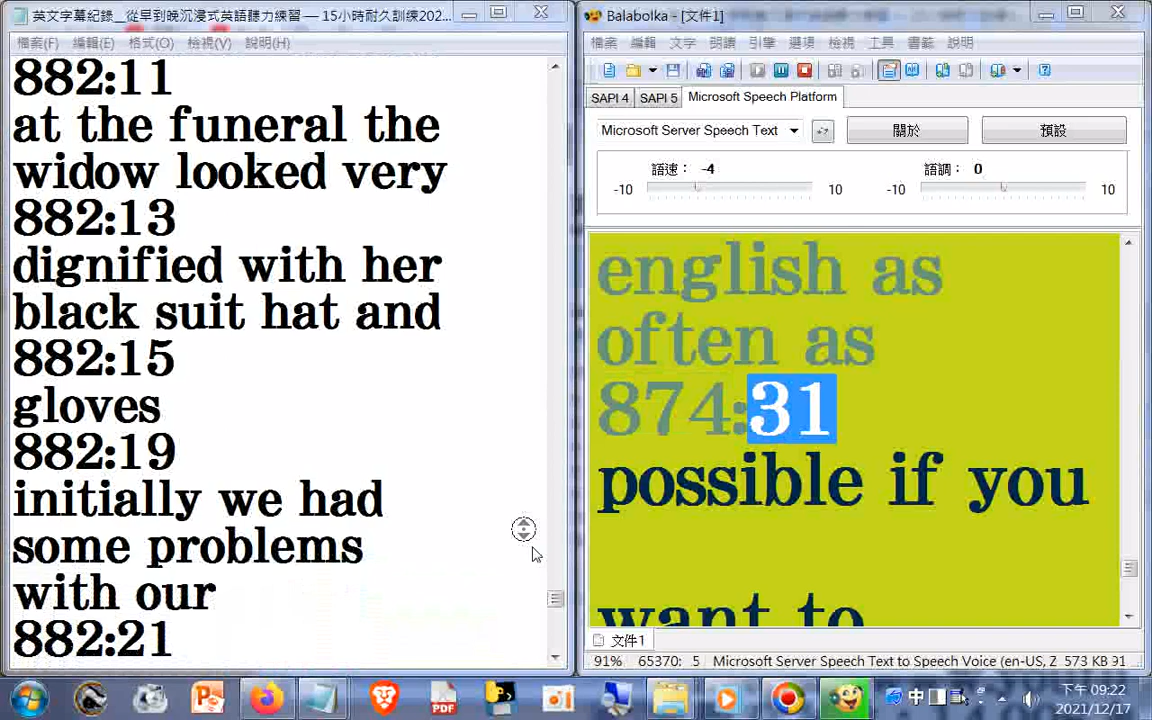 英文字幕紀錄__從早到晚沉浸式英語聽力練習 — 15小時耐久訓練202...
檔案(F) 編輯(E) 格式(O) 檢視(V) 說明(H)
882:11
at the funeral the
widow looked very
882:13
dignified with her
black suit hat and
882:15
gloves
882:19
initially we had
some problems
with our
882:21
Balabolka - [文件1]
檔案 編輯 文字 朗讀 引擎 選項 檢視 工具 書籤 說明
SAPI 4 SAPI 5 Microsoft Speech Platform
Microsoft Server Speech Text 關於 預設
語速： -4 語調： 0
-10 10 -10 10
english as
often as
874:31
possible if you
want to
文件1
91% 65370: 5 Microsoft Server Speech Text to Speech Voice (en-US, Z 573 KB 91
PDF 中 下午 09:22
2021/12/17